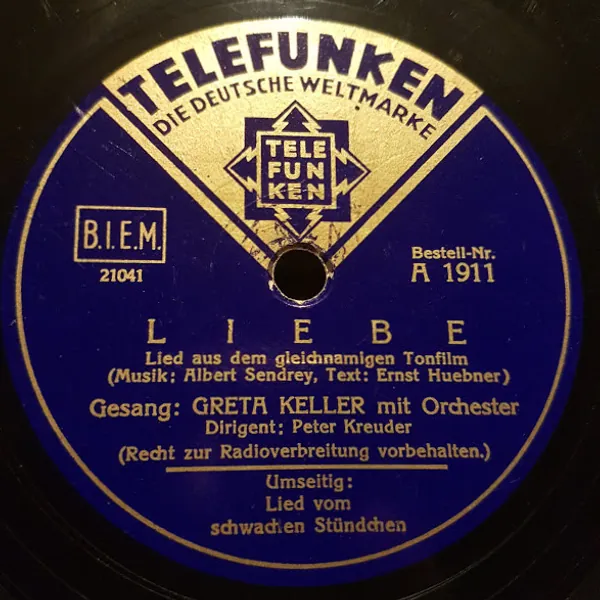 TELEFUNKEN
DIE DEUTSCHE WELTMARKE
TELE
FUN
KEN
B.I.E.M.
21041
Bestell-Nr.
A 1911
LIEBE
Lied aus dem gleichnamigen Tonfilm
(Musik: Albert Sendrey, Text: Ernst Huebner)
Gesang: GRETA KELLER mit Orchester
Dirigent: Peter Kreuder
(Recht zur Radioverbreitung vorbehalten.)
Umseitig:
Lied vom
schwachen Stündchen